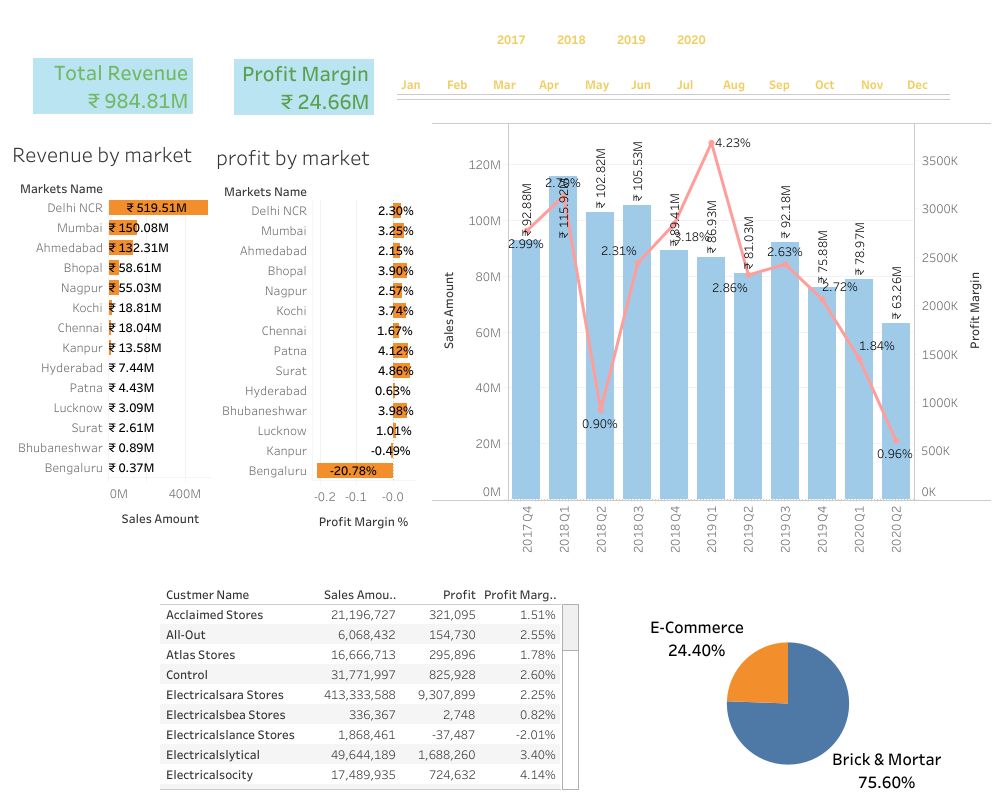 2017 2018 2019 2020
Total Revenue
₹ 984.81M
Profit Margin
₹ 24.66M
Jan Feb Mar Apr May Jun Jul Aug Sep Oct Nov Dec
Revenue by market
Markets Name
Delhi NCR ₹ 519.51M
Mumbai ₹ 150.08M
Ahmedabad ₹ 132.31M
Bhopal ₹ 58.61M
Nagpur ₹ 55.03M
Kochi ₹ 18.81M
Chennai ₹ 18.04M
Kanpur ₹ 13.58M
Hyderabad ₹ 7.44M
Patna ₹ 4.43M
Lucknow ₹ 3.09M
Surat ₹ 2.61M
Bhubaneshwar ₹ 0.89M
Bengaluru ₹ 0.37M
0M 400M
Sales Amount
profit by market
Markets Name
Delhi NCR 2.30%
Mumbai 3.25%
Ahmedabad 2.15%
Bhopal 3.90%
Nagpur 2.57%
Kochi 3.74%
Chennai 1.67%
Patna 4.12%
Surat 4.86%
Hyderabad 0.63%
Bhubaneshwar 3.98%
Lucknow 1.01%
Kanpur -0.49%
Bengaluru -20.78%
-0.2 -0.1 -0.0
Profit Margin %
Sales Amount
120M
100M
80M
60M
40M
20M
0M
₹ 92.88M
₹ 115.92M
₹ 102.82M
₹ 105.53M
₹ 89.41M
₹ 86.93M
₹ 81.03M
₹ 92.18M
₹ 75.88M
₹ 78.97M
₹ 63.26M
2.99%
2.79%
0.90%
2.31%
3.18%
4.23%
2.86%
2.63%
2.72%
1.84%
0.96%
3500K
3000K
2500K
2000K
1500K
1000K
500K
0K
Profit Margin
2017 Q4
2018 Q1
2018 Q2
2018 Q3
2018 Q4
2019 Q1
2019 Q2
2019 Q3
2019 Q4
2020 Q1
2020 Q2
Custmer Name Sales Amou.. Profit Profit Marg..
Acclaimed Stores 21,196,727 321,095 1.51%
All-Out 6,068,432 154,730 2.55%
Atlas Stores 16,666,713 295,896 1.78%
Control 31,771,997 825,928 2.60%
Electricalsara Stores 413,333,588 9,307,899 2.25%
Electricalsbea Stores 336,367 2,748 0.82%
Electricalslance Stores 1,868,461 -37,487 -2.01%
Electricalslytical 49,644,189 1,688,260 3.40%
Electricalsocity 17,489,935 724,632 4.14%
E-Commerce
24.40%
Brick & Mortar
75.60%